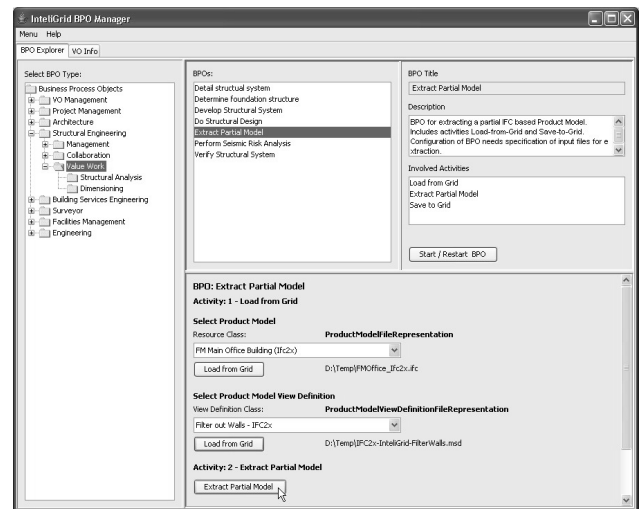 InteliGrid BPO Manager
Menu Help
BPO Explorer VO Info
Select BPO Type:
Business Process Objects
VO Management
Project Management
Architecture
Structural Engineering
Management
Collaboration
Value Work
Structural Analysis
Dimensioning
Building Services Engineering
Surveyor
Facilities Management
Engineering
BPOs:
Detail structual system
Determine foundation structure
Develop Structural System
Do Structural Design
Extract Partial Model
Perform Seismic Risk Analysis
Verify Structural System
BPO Title
Extract Partial Model
Description
BPO for extracting a partial IFC based Product Model.
Includes activities Load-from-Grid and Save-to-Grid.
Configuration of BPO needs specification of input files for e
xtraction.
Involved Activities
Load from Grid
Extract Partial Model
Save to Grid
Start / Restart BPO
BPO: Extract Partial Model
Activity: 1 - Load from Grid
Select Product Model
Resource Class: ProductModelFileRepresentation
FM Main Office Building (Ifc2x)
Load from Grid D:\Temp\FMOffice_Ifc2x.ifc
Select Product Model View Definition
View Definition Class: ProductModelViewDefinitionFileRepresentation
Filter out Walls - IFC2x
Load from Grid D:\Temp\IFC2x-InteliGrid-FilterWalls.msd
Activity: 2 - Extract Partial Model
Extract Partial Model